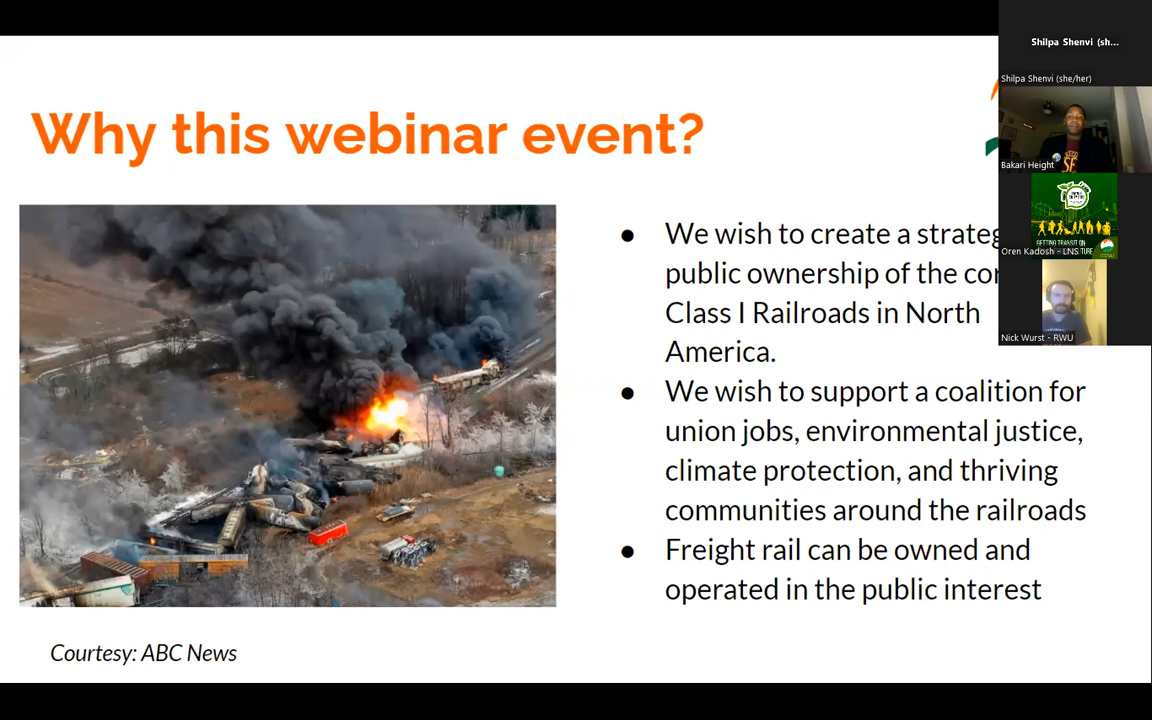 Why this webinar event?
● We wish to create a
public ownership of the
Class I Railroads in North
America.
● We wish to support a coalition for
union jobs, environmental justice,
climate protection, and thriving
communities around the railroads
● Freight rail can be owned and
operated in the public interest
Courtesy: ABC News
Shilpa Shenvi (sh...
Shilpa Shenvi (she/her)
Bakari Height
SE
GETTING TRANSIT ON
Oren Kadosh - LNS
Nick Wurst - RWU